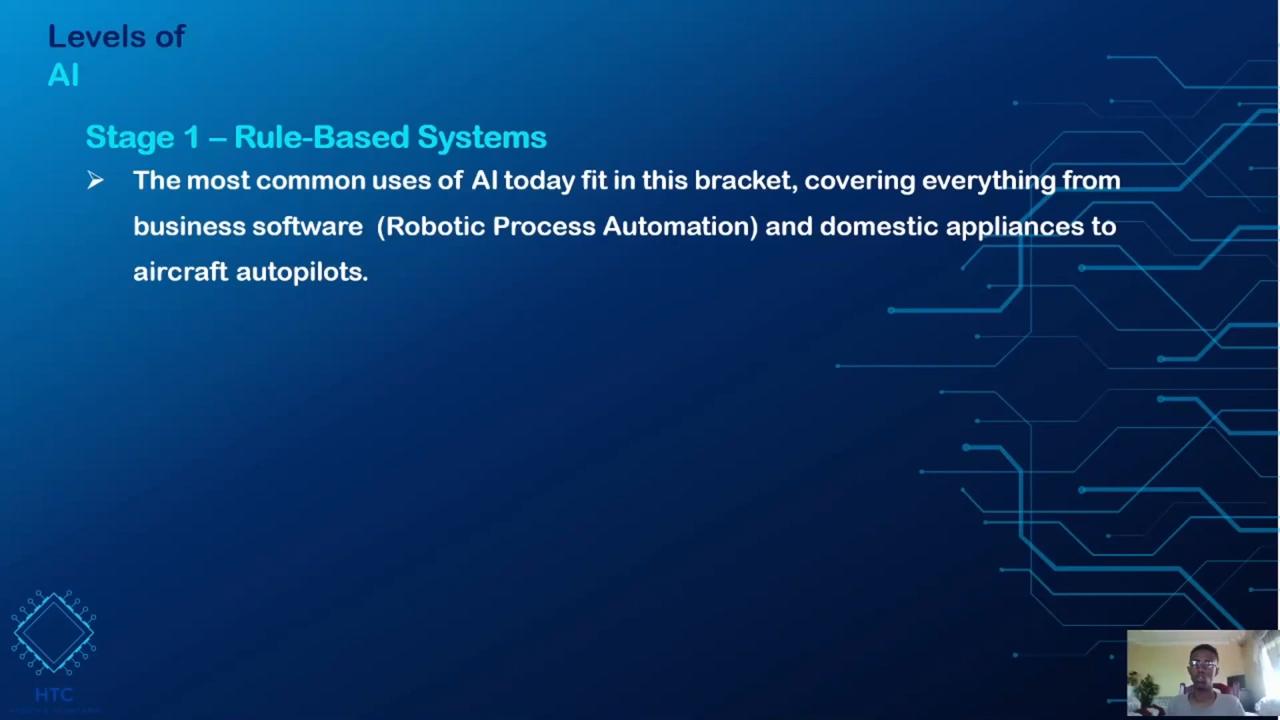 Levels of
AI
Stage 1 – Rule-Based Systems
The most common uses of AI today fit in this bracket, covering everything from
business software (Robotic Process Automation) and domestic appliances to
aircraft autopilots.
HTC